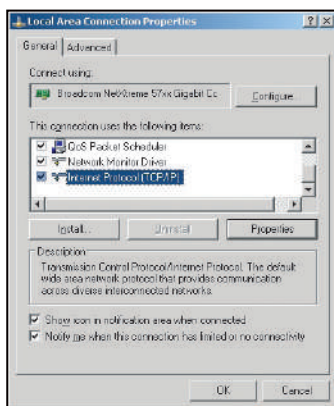 Local Area Connection Properties
General Advanced
Connect using:
Broadcom NetXtreme 57xx Gigabit Cc
Configure...
This connection uses the following items:
QoS Packet Scheduler
Network Monitor Driver
Internet Protocol (TCP/IP)
Install... Uninstall Properties
Description
Transmission Control Protocol/Internet Protocol. The default
wide area network protocol that provides communication
across diverse interconnected networks.
Show icon in notification area when connected
Notify me when this connection has limited or no connectivity
OK Cancel